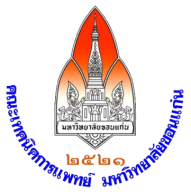 มหาวิทยาลัยขอนแก่น
๒๕๒๑
คณะเทคนิคการแพทย์ มหาวิทยาลัยขอนแก่น